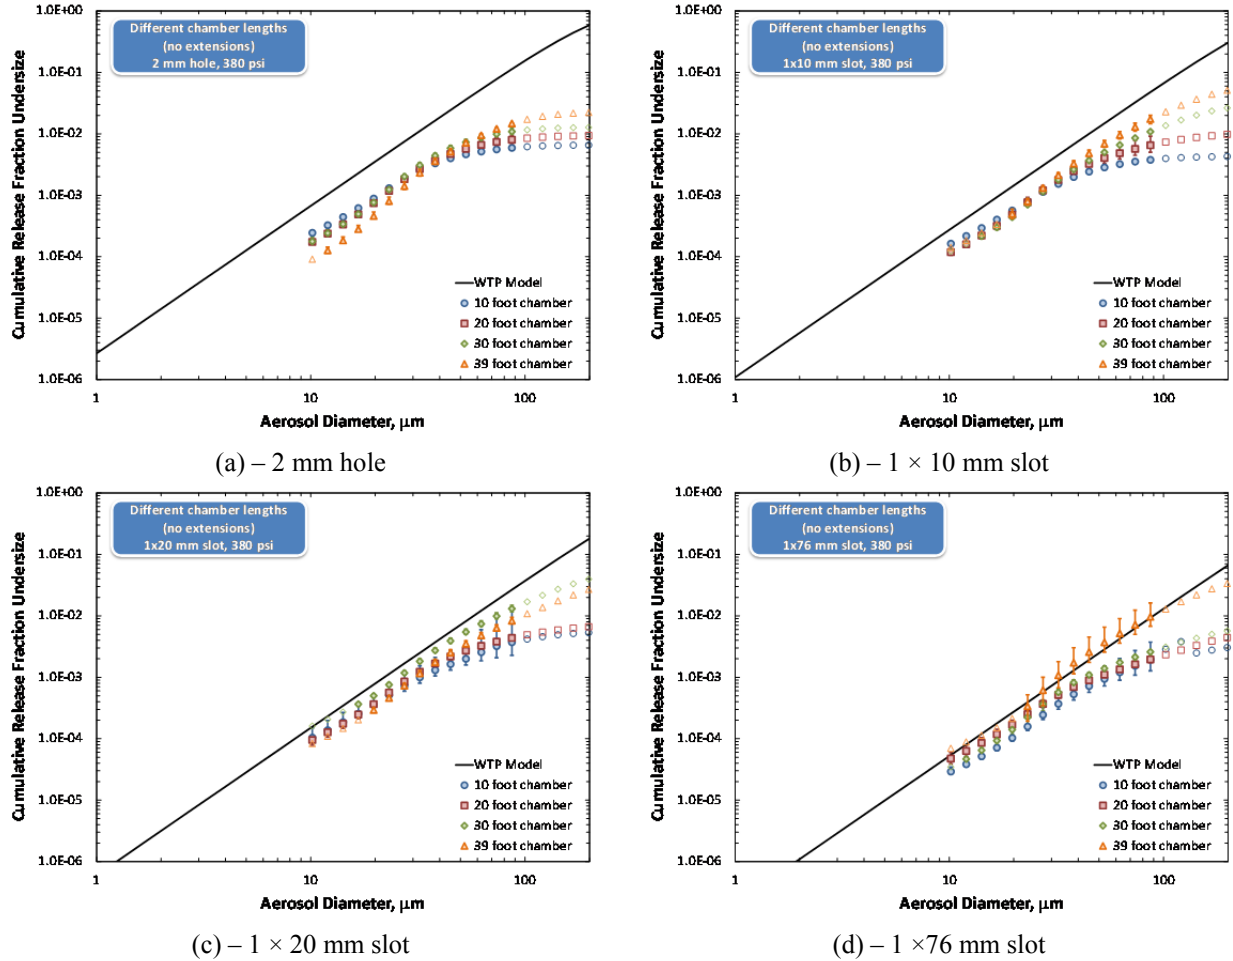 Different chamber lengths
(no extensions)
2 mm hole, 380 psi
Cumulative Release Fraction Undersize
1.0E+00
1.0E-01
1.0E-02
1.0E-03
1.0E-04
1.0E-05
1.0E-06
WTP Model
10 foot chamber
20 foot chamber
30 foot chamber
39 foot chamber
1
10
100
Aerosol Diameter, μm
(a) – 2 mm hole
Different chamber lengths
(no extensions)
1x10 mm slot, 380 psi
Cumulative Release Fraction Undersize
1.0E+00
1.0E-01
1.0E-02
1.0E-03
1.0E-04
1.0E-05
1.0E-06
WTP Model
10 foot chamber
20 foot chamber
30 foot chamber
39 foot chamber
1
10
100
Aerosol Diameter, μm
(b) – 1 × 10 mm slot
Different chamber lengths
(no extensions)
1x20 mm slot, 380 psi
Cumulative Release Fraction Undersize
1.0E+00
1.0E-01
1.0E-02
1.0E-03
1.0E-04
1.0E-05
1.0E-06
WTP Model
10 foot chamber
20 foot chamber
30 foot chamber
39 foot chamber
1
10
100
Aerosol Diameter, μm
(c) – 1 × 20 mm slot
Different chamber lengths
(no extensions)
1x76 mm slot, 380 psi
Cumulative Release Fraction Undersize
1.0E+00
1.0E-01
1.0E-02
1.0E-03
1.0E-04
1.0E-05
1.0E-06
WTP Model
10 foot chamber
20 foot chamber
30 foot chamber
39 foot chamber
1
10
100
Aerosol Diameter, μm
(d) – 1 ×76 mm slot